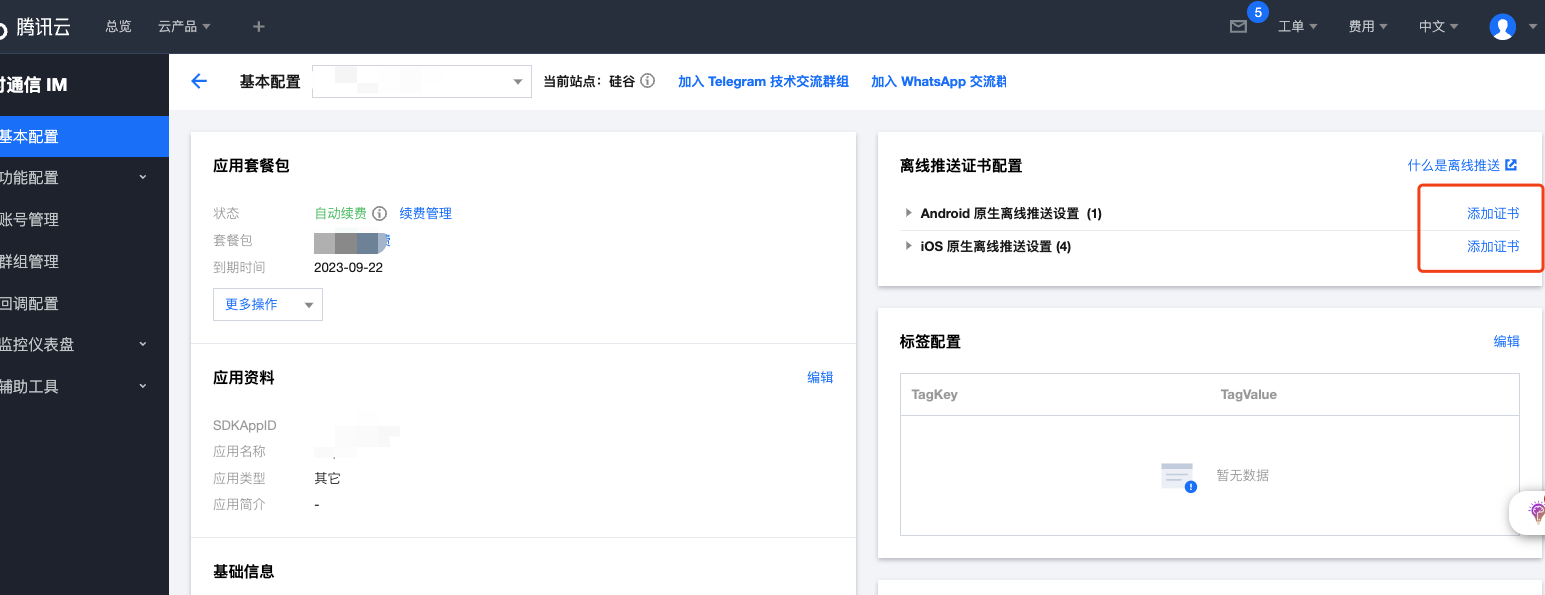 腾讯云 总览 云产品 5 工单 费用 中文
时通信 IM
基本配置
功能配置
账号管理
群组管理
回调配置
监控仪表盘
辅助工具
基本配置 当前站点：硅谷 加入 Telegram 技术交流群组 加入 WhatsApp 交流群
应用套餐包
状态 自动续费 续费管理
套餐包
到期时间 2023-09-22
更多操作
应用资料 编辑
SDKAppID
应用名称
应用类型 其它
应用简介 -
基础信息
离线推送证书配置 什么是离线推送
Android 原生离线推送设置 (1) 添加证书
iOS 原生离线推送设置 (4) 添加证书
标签配置 编辑
TagKey TagValue
暂无数据